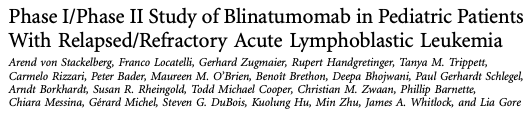 Phase I/Phase II Study of Blinatumomab in Pediatric Patients
With Relapsed/Refractory Acute Lymphoblastic Leukemia
Arend von Stackelberg, Franco Locatelli, Gerhard Zugmaier, Rupert Handgretinger, Tanya M. Trippett,
Carmelo Rizzari, Peter Bader, Maureen M. O'Brien, Benoît Brethon, Deepa Bhojwani, Paul Gerhardt Schlegel,
Arndt Borkhardt, Susan R. Rheingold, Todd Michael Cooper, Christian M. Zwaan, Phillip Barnette,
Chiara Messina, Gérard Michel, Steven G. DuBois, Kuolung Hu, Min Zhu, James A. Whitlock, and Lia Gore